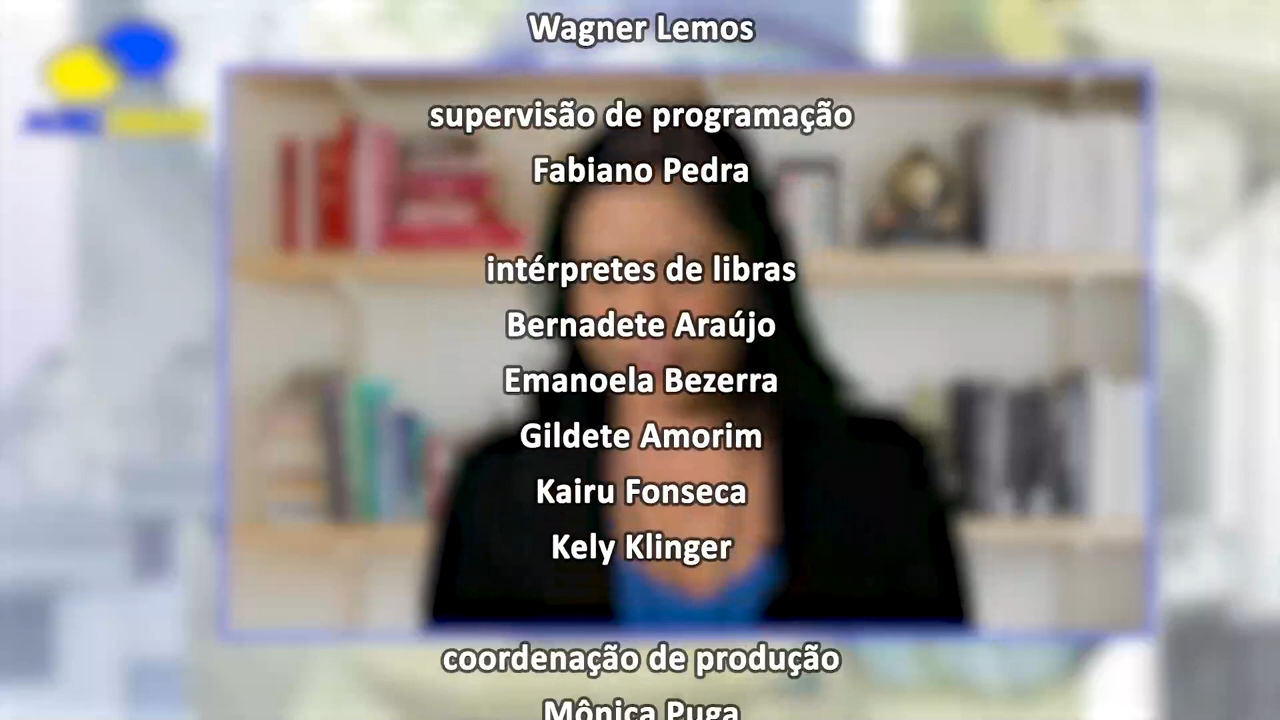 Wagner Lemos
supervisão de programação
Fabiano Pedra
intérpretes de libras
Bernadete Araújo
Emanoela Bezerra
Gildete Amorim
Kairu Fonseca
Kely Klinger
coordenação de produção
Mônica Puga